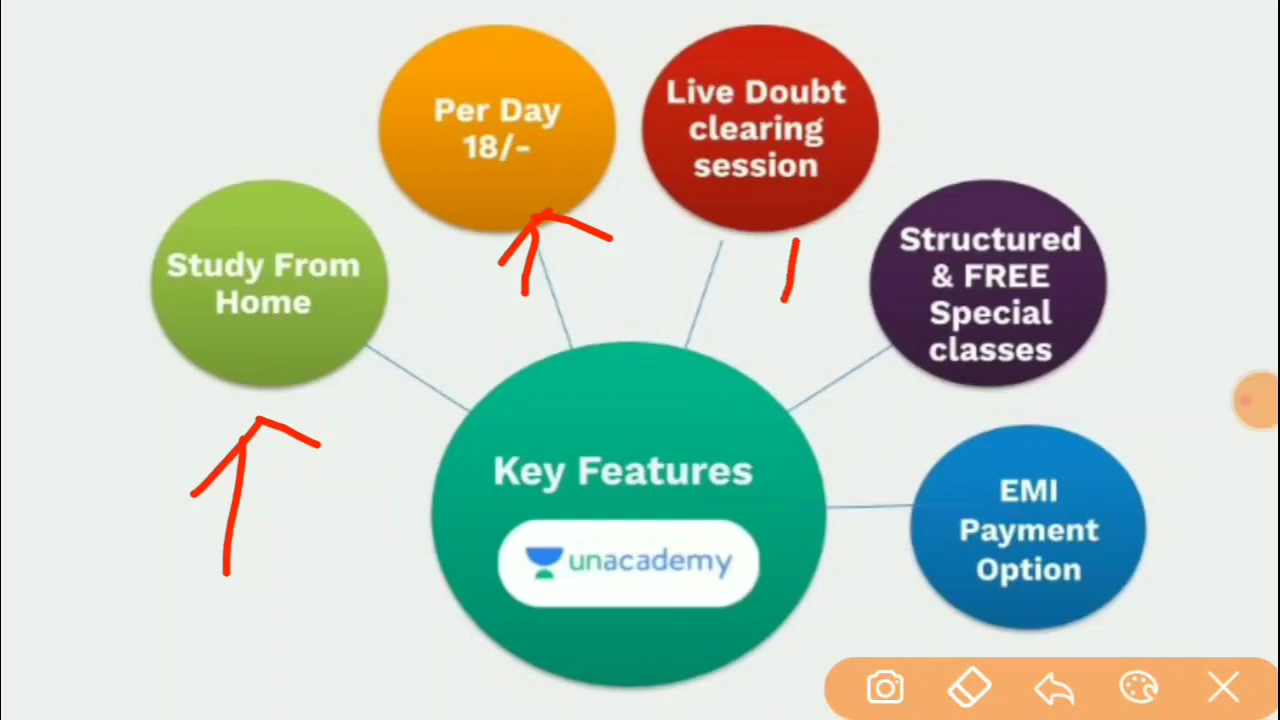 Per Day
18/-
Live Doubt
clearing
session
Study From
Home
Structured
& FREE
Special
classes
Key Features
unacademy
EMI
Payment
Option